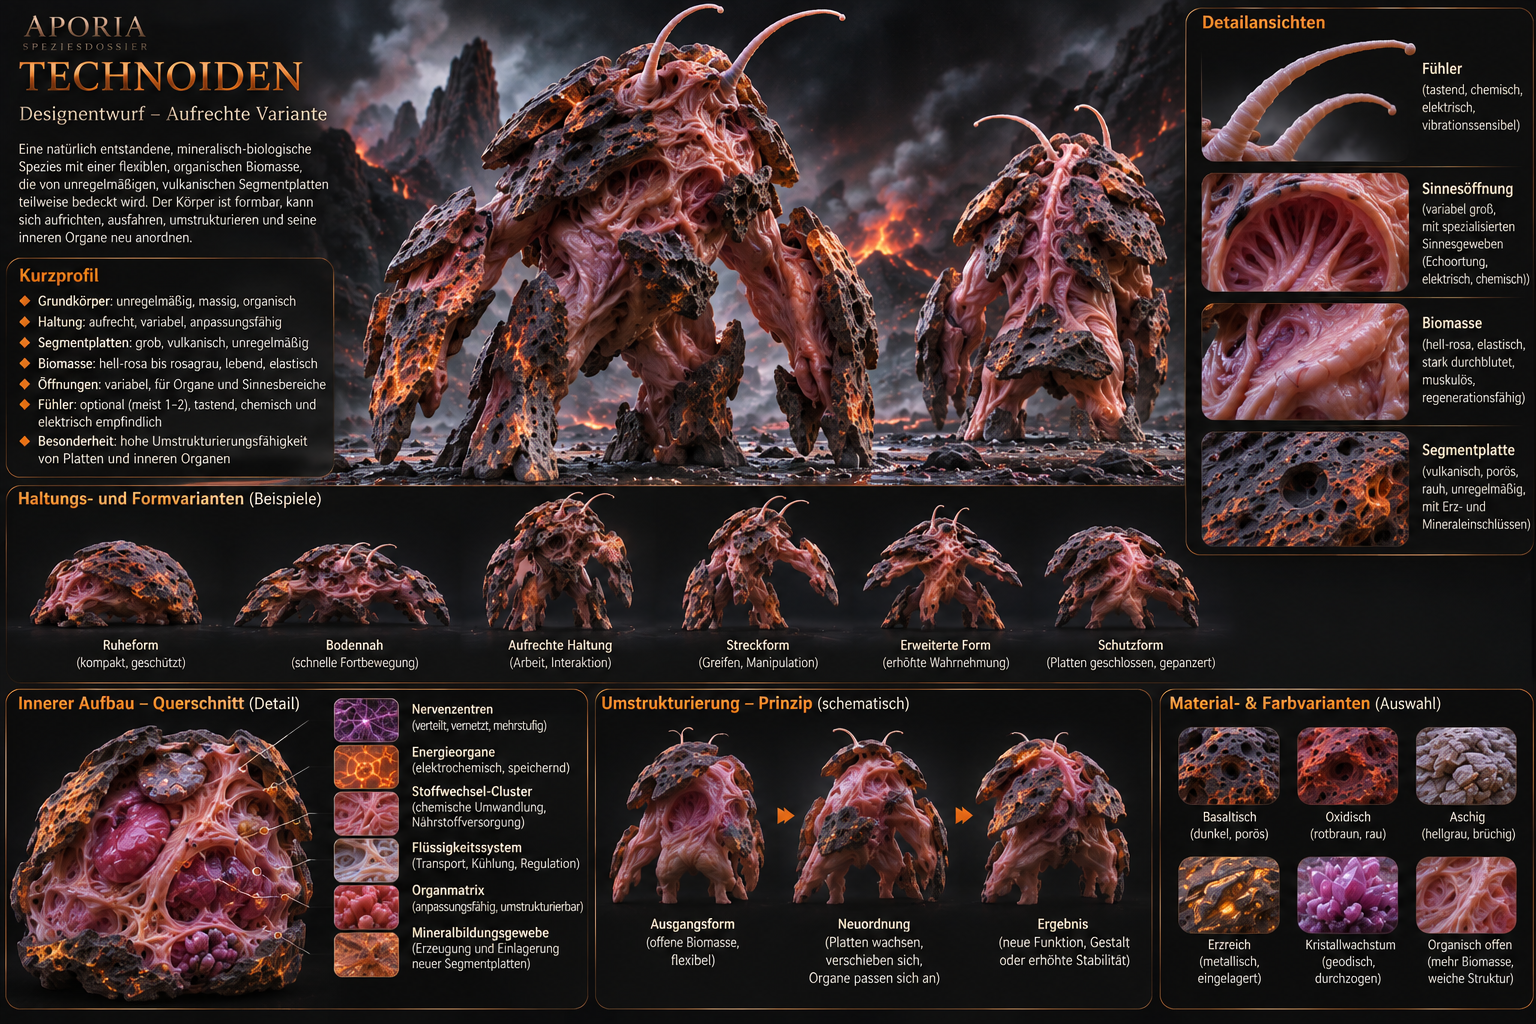 APORIA
SPEZIESDOSSIER
TECHNOIDEN
Designentwurf – Aufrechte Variante
Eine natürlich entstandene, mineralisch-biologische
Spezies mit einer flexiblen, organischen Biomasse,
die von unregelmäßigen, vulkanischen Segmentplatten
teilweise bedeckt wird. Der Körper ist formbar, kann
sich aufrichten, ausfahren, umstrukturieren und seine
inneren Organe neu anordnen.
Kurzprofil
Grundkörper: unregelmäßig, massig, organisch
Haltung: aufrecht, variabel, anpassungsfähig
Segmentplatten: grob, vulkanisch, unregelmäßig
Biomasse: hell-rosa bis rosagrau, lebend, elastisch
Öffnungen: variabel, für Organe und Sinnesbereiche
Fühler: optional (meist 1–2), tastend, chemisch und
elektrisch empfindlich
Besonderheit: hohe Umstrukturierungsfähigkeit
von Platten und inneren Organen
Detailansichten
Fühler
(tastend, chemisch,
elektrisch,
vibrationssensibel)
Sinnesöffnung
(variabel groß,
mit spezialisierten
Sinnesgeweben
(Echoortung,
elektrisch, chemisch))
Biomasse
(hell-rosa, elastisch,
stark durchblutet,
muskulös,
regenerationsfähig)
Segmentplatte
(vulkanisch, porös,
rauh, unregelmäßig,
mit Erz- und
Mineraleinschlüssen)
Haltungs- und Formvarianten (Beispiele)
Ruheform
(kompakt, geschützt)
Bodennah
(schnelle Fortbewegung)
Aufrechte Haltung
(Arbeit, Interaktion)
Streckform
(Greifen, Manipulation)
Erweiterte Form
(erhöhte Wahrnehmung)
Schutzform
(Platten geschlossen, gepanzert)
Innerer Aufbau – Querschnitt (Detail)
Nervenzentren
(verteilt, vernetzt, mehrstufig)
Energieorgane
(elektrochemisch, speichernd)
Stoffwechsel-Cluster
(chemische Umwandlung,
Nährstoffversorgung)
Flüssigkeitssystem
(Transport, Kühlung, Regulation)
Organmatrix
(anpassungsfähig, umstrukturierbar)
Mineralbildungsgewebe
(Erzeugung und Einlagerung
neuer Segmentplatten)
Umstrukturierung – Prinzip (schematisch)
Ausgangsform
(offene Biomasse,
flexibel)
Neuordnung
(Platten wachsen,
verschieben sich,
Organe passen sich an)
Ergebnis
(neue Funktion, Gestalt
oder erhöhte Stabilität)
Material- & Farbvarianten (Auswahl)
Basaltisch
(dunkel, porös)
Oxidisch
(rotbraun, rau)
Aschig
(hellgrau, brüchig)
Erzreich
(metallisch,
eingelagert)
Kristallwachstum
(geodisch,
durchzogen)
Organisch offen
(mehr Biomasse,
weiche Struktur)